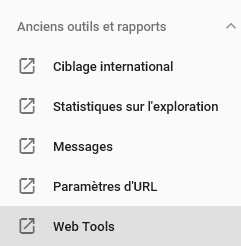 Anciens outils et rapports
Ciblage international
Statistiques sur l'exploration
Messages
Paramètres d'URL
Web Tools